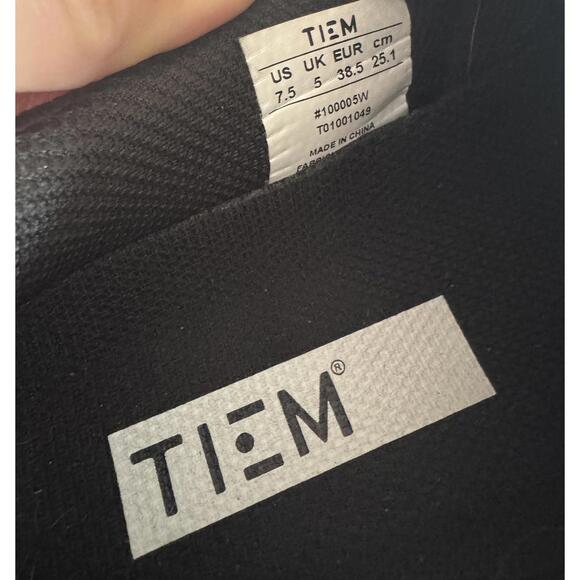 TIEM
US UK EUR cm
7.5 5 38.5 25.1
#100005W
T01001049
MADE IN CHINA
TIEM®